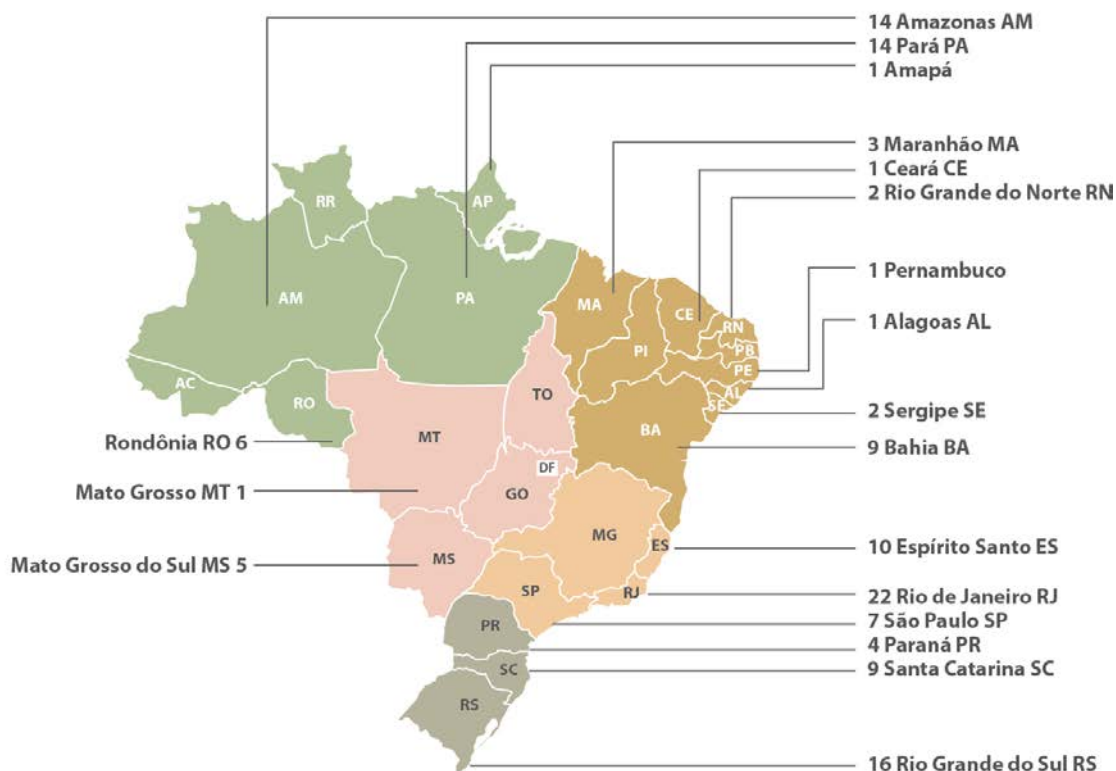 14 Amazonas AM
14 Pará PA
1 Amapá
3 Maranhão MA
1 Ceará CE
2 Rio Grande do Norte RN
1 Pernambuco
1 Alagoas AL
2 Sergipe SE
9 Bahia BA
10 Espírito Santo ES
22 Rio de Janeiro RJ
7 São Paulo SP
4 Paraná PR
9 Santa Catarina SC
16 Rio Grande do Sul RS
Rondônia RO 6
Mato Grosso MT 1
Mato Grosso do Sul MS 5
RR
AP
AM
PA
MA
CE
RN
PI
PB
PE
AC
RO
TO
AL
SE
MT
BA
DF
GO
MG
ES
MS
SP
RJ
PR
SC
RS